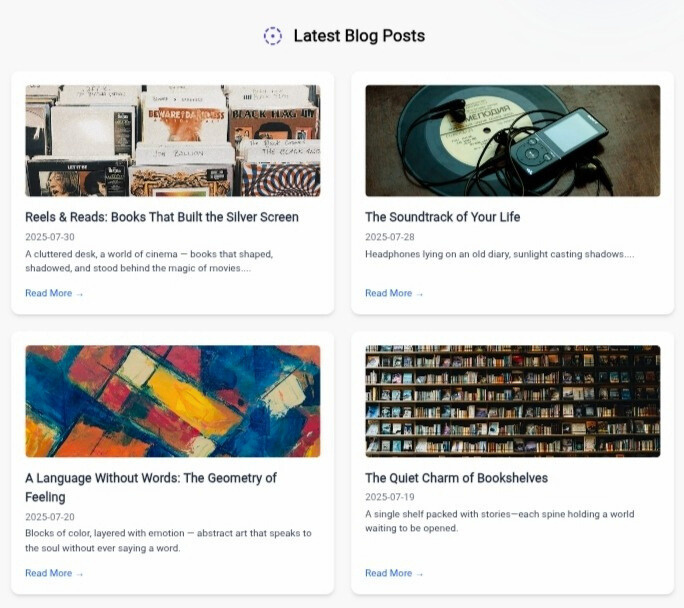 Latest Blog Posts
BEWARE OF DARKNESS
BLACK FLAG
LET IT BE
МЕЛОДИЯ
Reels & Reads: Books That Built the Silver Screen
2025-07-30
A cluttered desk, a world of cinema — books that shaped,
shadowed, and stood behind the magic of movies....
Read More →
The Soundtrack of Your Life
2025-07-28
Headphones lying on an old diary, sunlight casting shadows....
Read More →
A Language Without Words: The Geometry of
Feeling
2025-07-20
Blocks of color, layered with emotion — abstract art that speaks to
the soul without ever saying a word.
Read More →
The Quiet Charm of Bookshelves
2025-07-19
A single shelf packed with stories—each spine holding a world
waiting to be opened.
Read More →